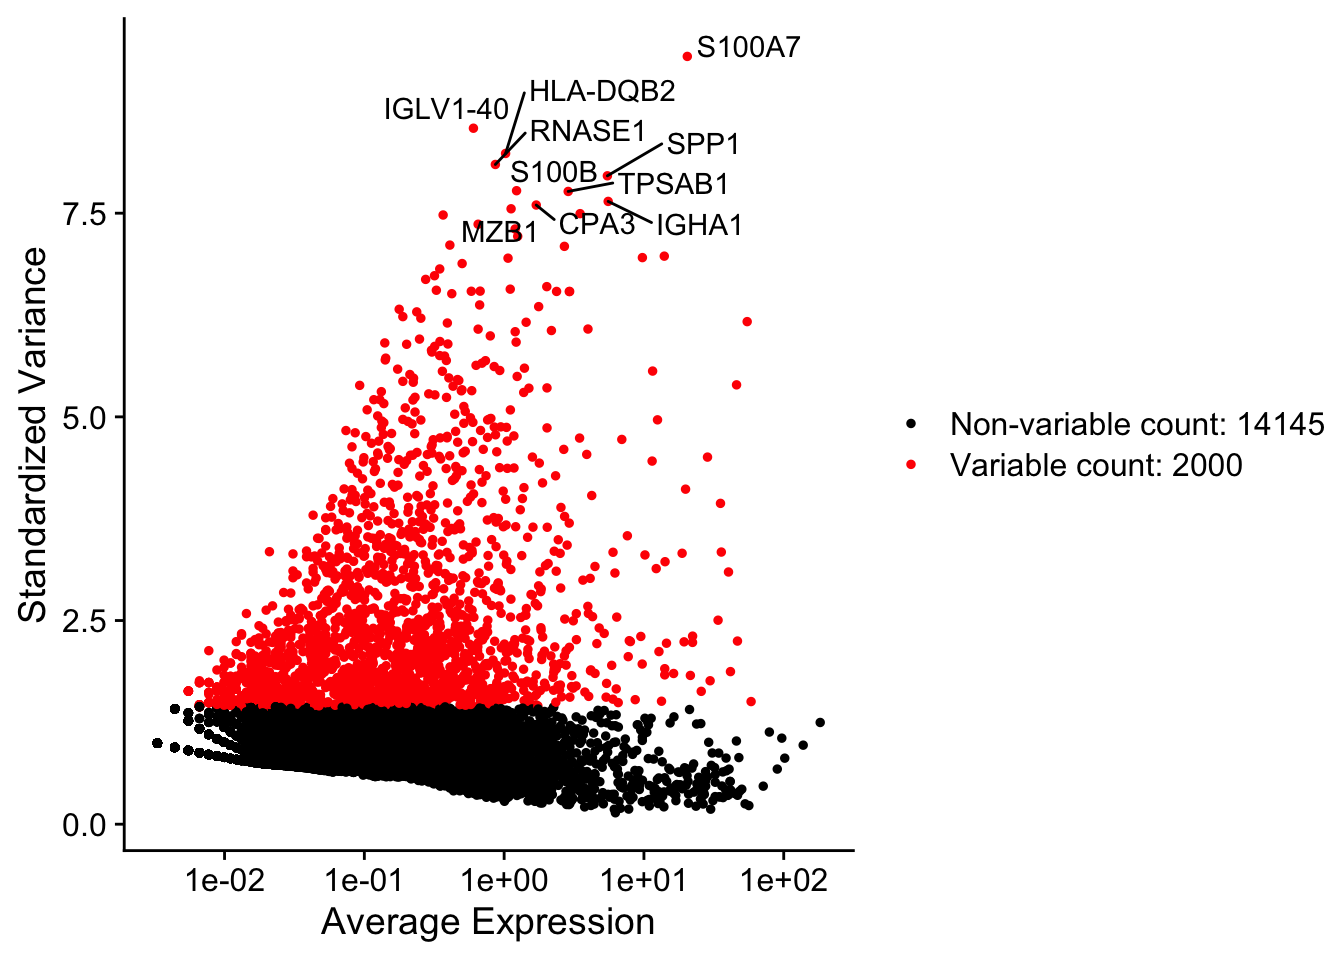 S100A7
HLA-DQB2
IGLV1-40
RNASE1
SPP1
S100B
TPSAB1
CPA3
IGHA1
MZB1
7.5
5.0
2.5
0.0
Standardized Variance
1e-02 1e-01 1e+00 1e+01 1e+02
Average Expression
Non-variable count: 14145
Variable count: 2000